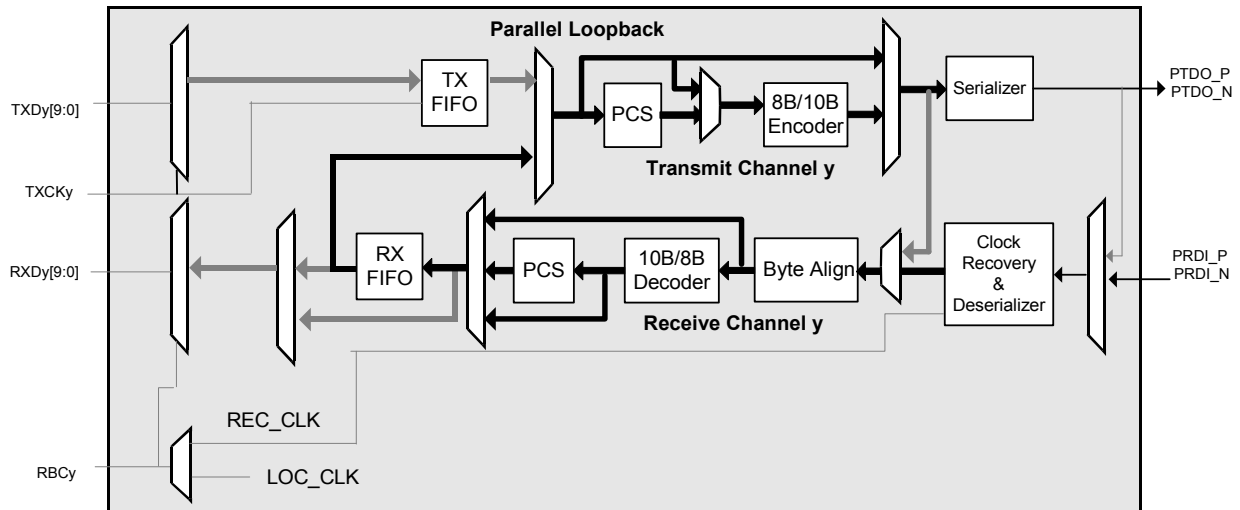 Parallel Loopback
TXDy[9:0]
TX
FIFO
PCS
8B/10B
Encoder
Serializer
PTDO_P
PTDO_N
Transmit Channel y
TXCKy
RXDy[9:0]
RX
FIFO
PCS
10B/8B
Decoder
Byte Align
Clock
Recovery
&
Deserializer
PRDI_P
PRDI_N
Receive Channel y
REC_CLK
RBCy
LOC_CLK